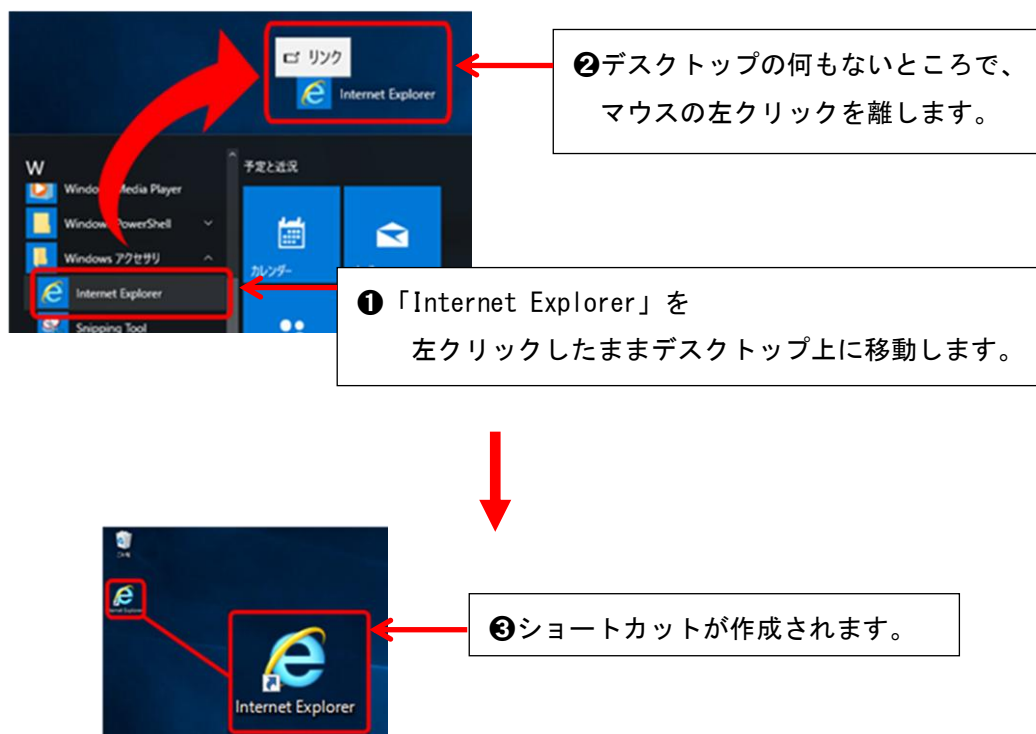 リンク
Internet Explorer
❷デスクトップの何もないところで、
マウスの左クリックを離します。
W
予定と近況
Windows Media Player
Windows PowerShell
Windows アクセサリ
カレンダー
Internet Explorer
Snipping Tool
❶「Internet Explorer」を
左クリックしたままデスクトップ上に移動します。
ごみ箱
Internet Explorer
❸ショートカットが作成されます。
Internet Explorer